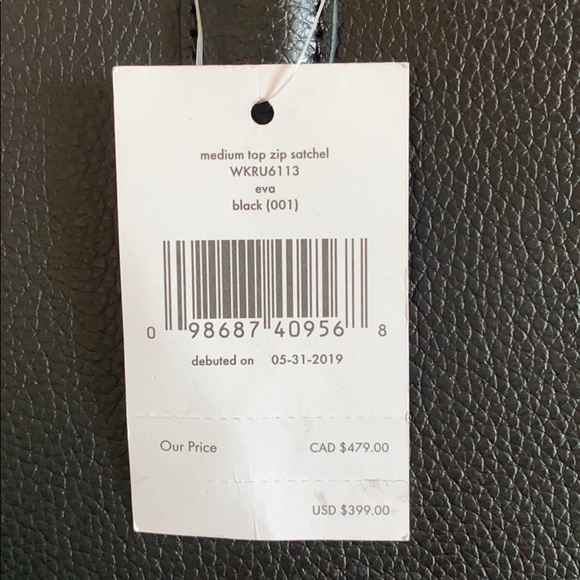 medium top zip satchel
WKRU6113
eva
black (001)
0 98687 40956 8
debuted on 05-31-2019
Our Price CAD $479.00
USD $399.00